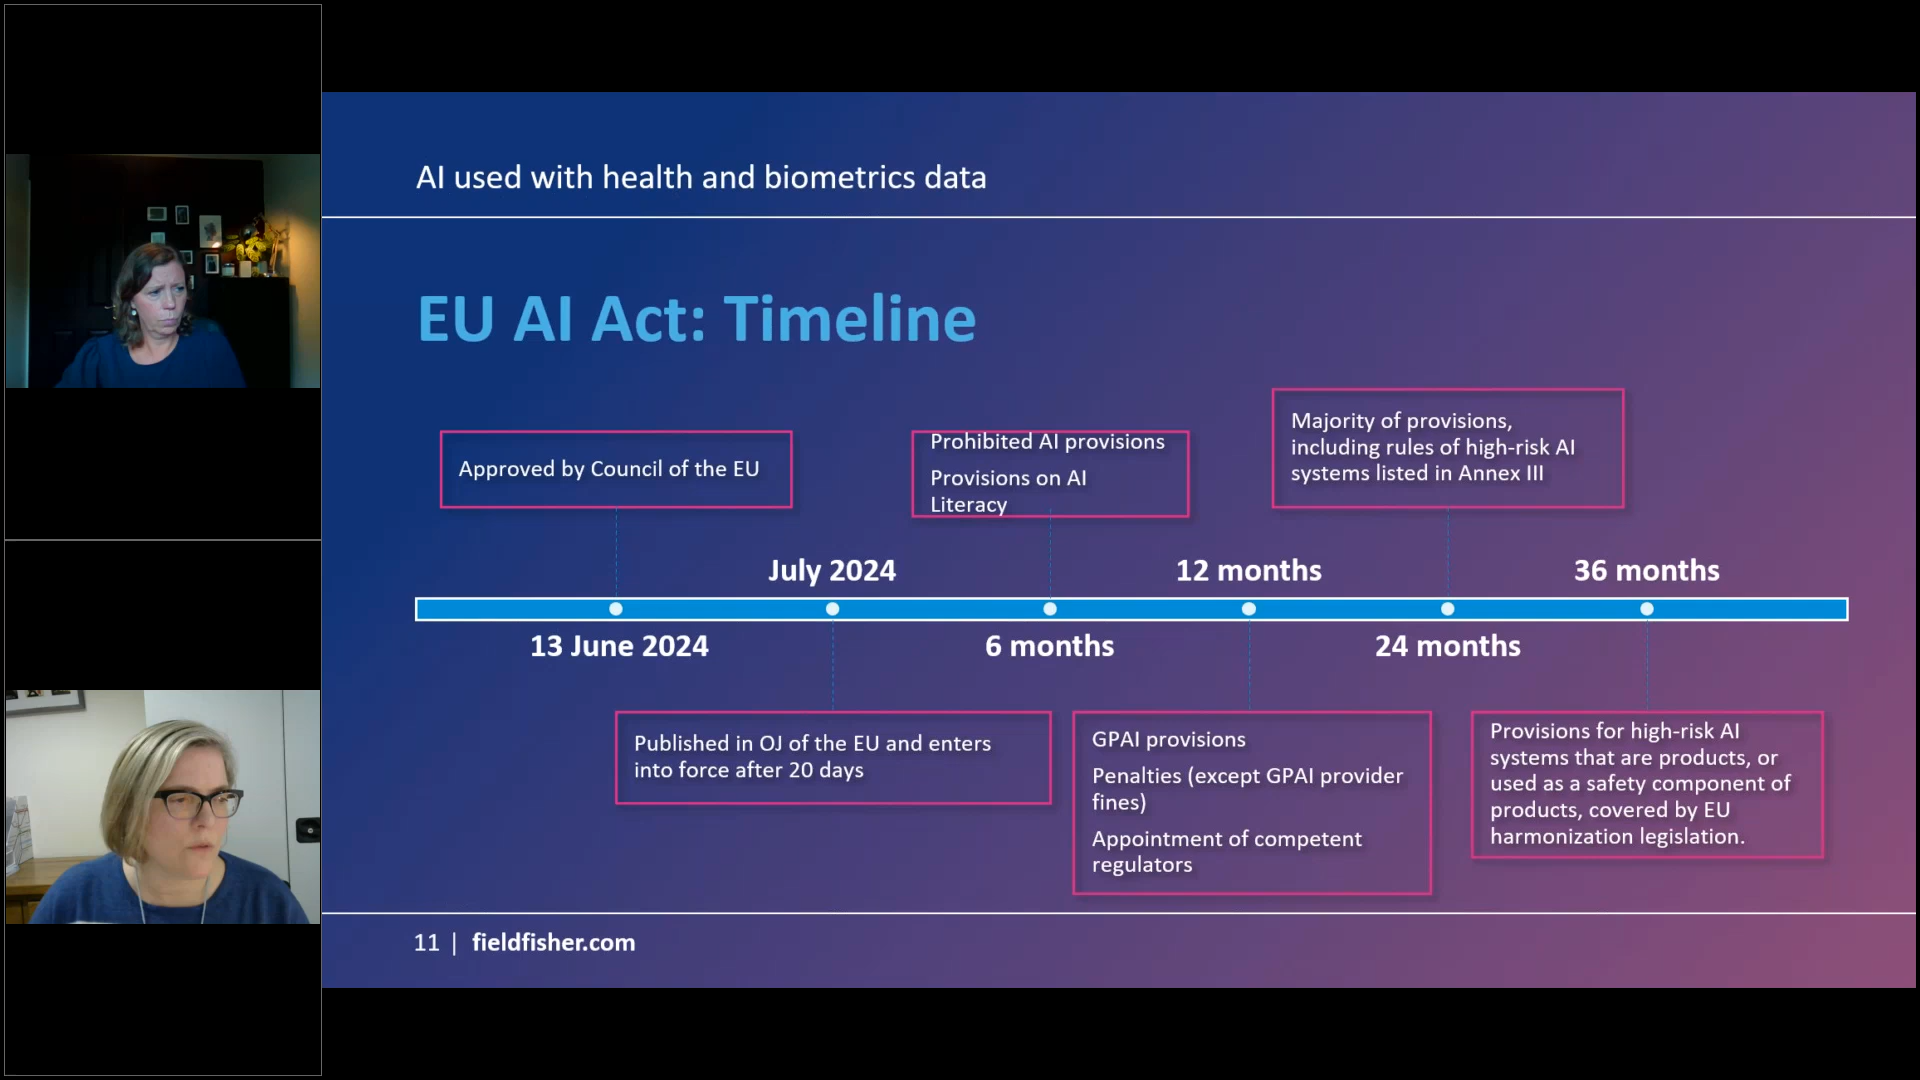 AI used with health and biometrics data
EU AI Act: Timeline
Approved by Council of the EU
Prohibited AI provisions
Provisions on AI
Literacy
Majority of provisions,
including rules of high-risk AI
systems listed in Annex III
July 2024
12 months
36 months
13 June 2024
6 months
24 months
Published in OJ of the EU and enters
into force after 20 days
GPAI provisions
Penalties (except GPAI provider
fines)
Appointment of competent
regulators
Provisions for high-risk AI
systems that are products, or
used as a safety component of
products, covered by EU
harmonization legislation.
11 | fieldfisher.com